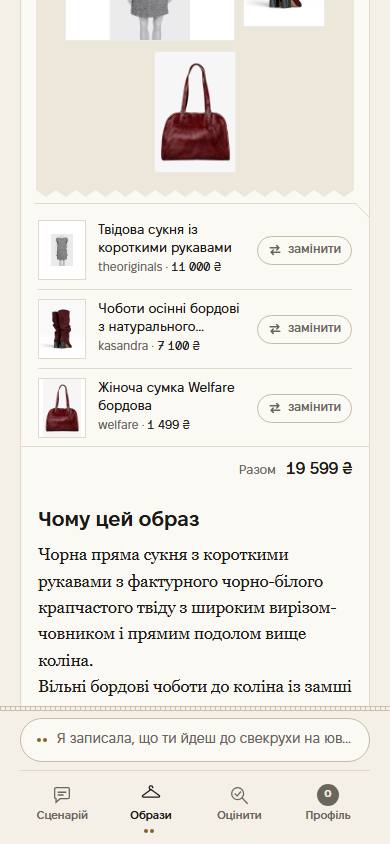 Твідова сукня із
короткими рукавами
theoriginals · 11 000 ₴
замінити
Чоботи осінні бордові
з натурального...
kasandra · 7 100 ₴
замінити
Жіноча сумка Welfare
бордова
welfare · 1 499 ₴
замінити
Разом 19 599 ₴
Чому цей образ
Чорна пряма сукня з короткими
рукавами з фактурного чорно-білого
крапчастого твіду з широким вирізом-
човником і прямим подолом вище
коліна.
Вільні бордові чоботи до коліна із замші
Я записала, що ти йдеш до свекрухи на юв...
Сценарій
Образи
Оцінити
0
Профіль